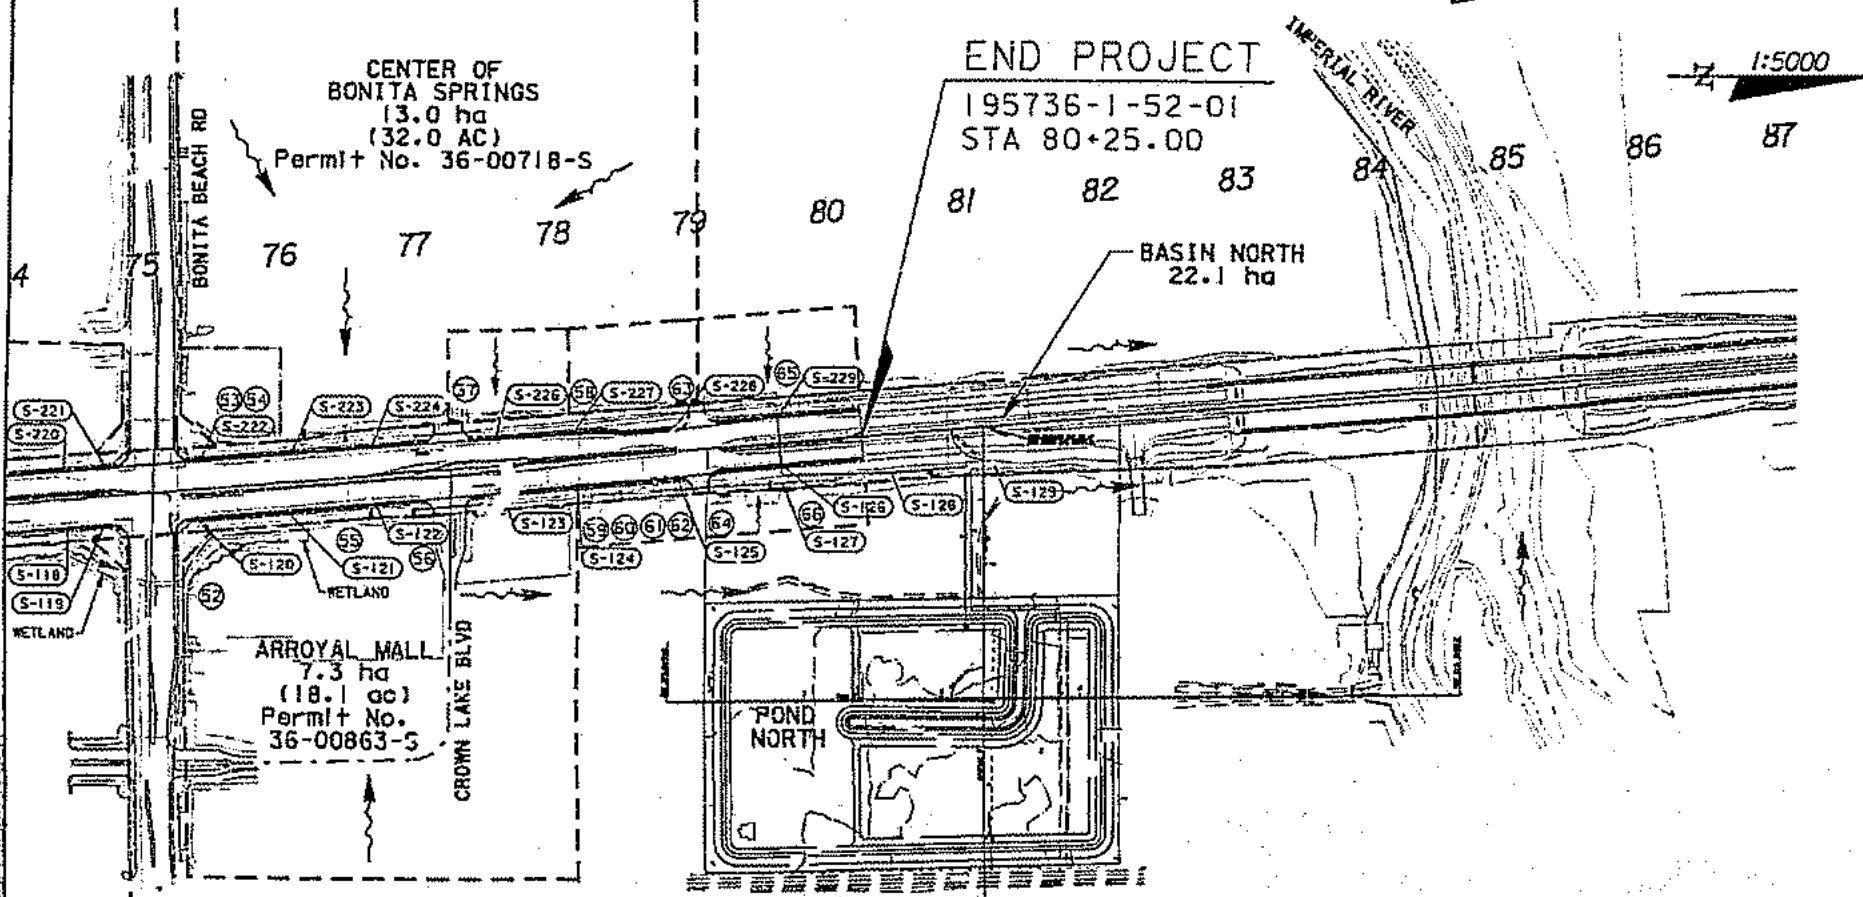 END PROJECT
195736-1-52-01
STA 80+25.00
CENTER OF
BONITA SPRINGS
13.0 ha
(32.0 AC)
Permit No. 36-00718-S
BONITA BEACH RD
IMPERIAL RIVER
1:5000
Z
4
75
76
77
78
79
80
81
82
83
84
85
86
87
BASIN NORTH
22.1 ha
S-221
S-220
53
54
S-222
S-223
S-224
57
S-226
58
S-227
63
S-228
65
S-229
S-118
S-119
WETLAND
52
S-120
55
S-121
WETLAND
S-122
56
S-123
59
60
61
62
S-124
64
S-125
66
S-126
S-127
S-128
S-129
ARROYAL MALL
7.3 ha
(18.1 ac)
Permit No.
36-00863-S
CROWN LAKE BLVD
POND
NORTH